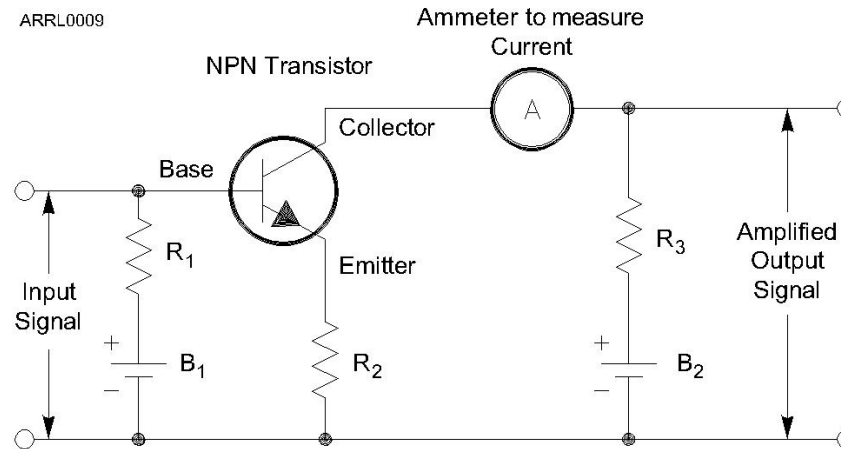 ARRL0009
Ammeter to measure
Current
NPN Transistor
A
Collector
Base
R1
R3
Emitter
Input
Signal
Amplified
Output
Signal
+
B1
−
R2
+
B2
−